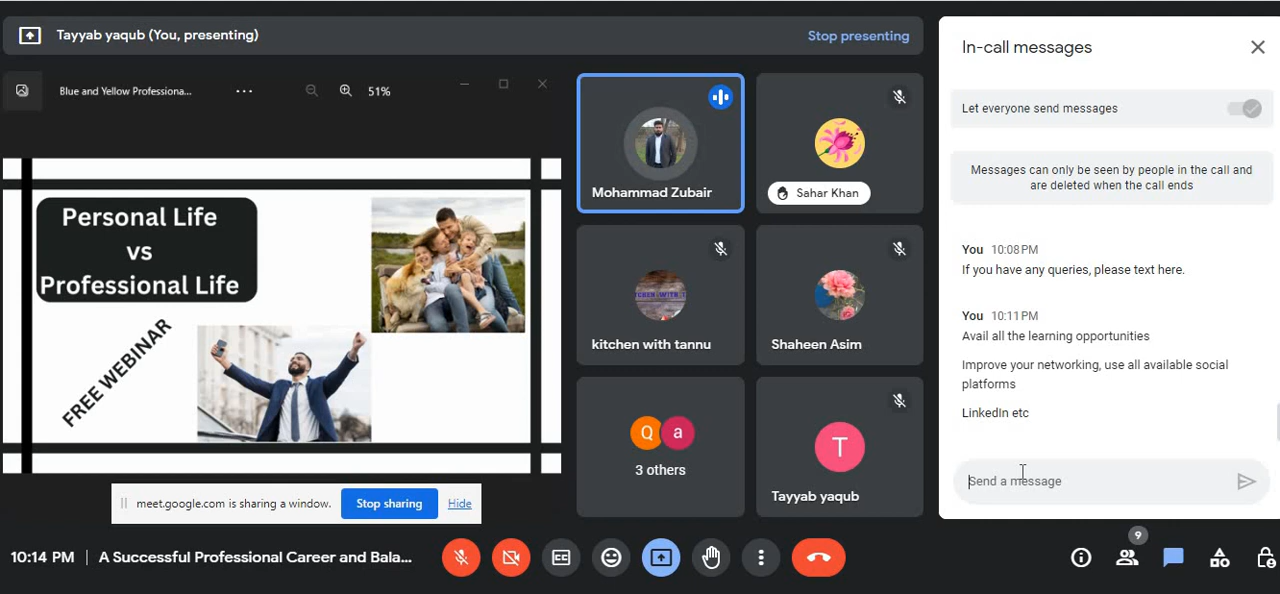 Tayyab yaqub (You, presenting)
Stop presenting
Blue and Yellow Professiona...
51%
Personal Life
vs
Professional Life
FREE WEBINAR
meet.google.com is sharing a window.
Stop sharing
Hide
Mohammad Zubair
Sahar Khan
kitchen with tannu
Shaheen Asim
Q
a
3 others
T
Tayyab yaqub
In-call messages
Let everyone send messages
Messages can only be seen by people in the call and
are deleted when the call ends
You 10:08 PM
If you have any queries, please text here.
You 10:11 PM
Avail all the learning opportunities
Improve your networking, use all available social
platforms
LinkedIn etc
Send a message
10:14 PM | A Successful Professional Career and Bala...
9